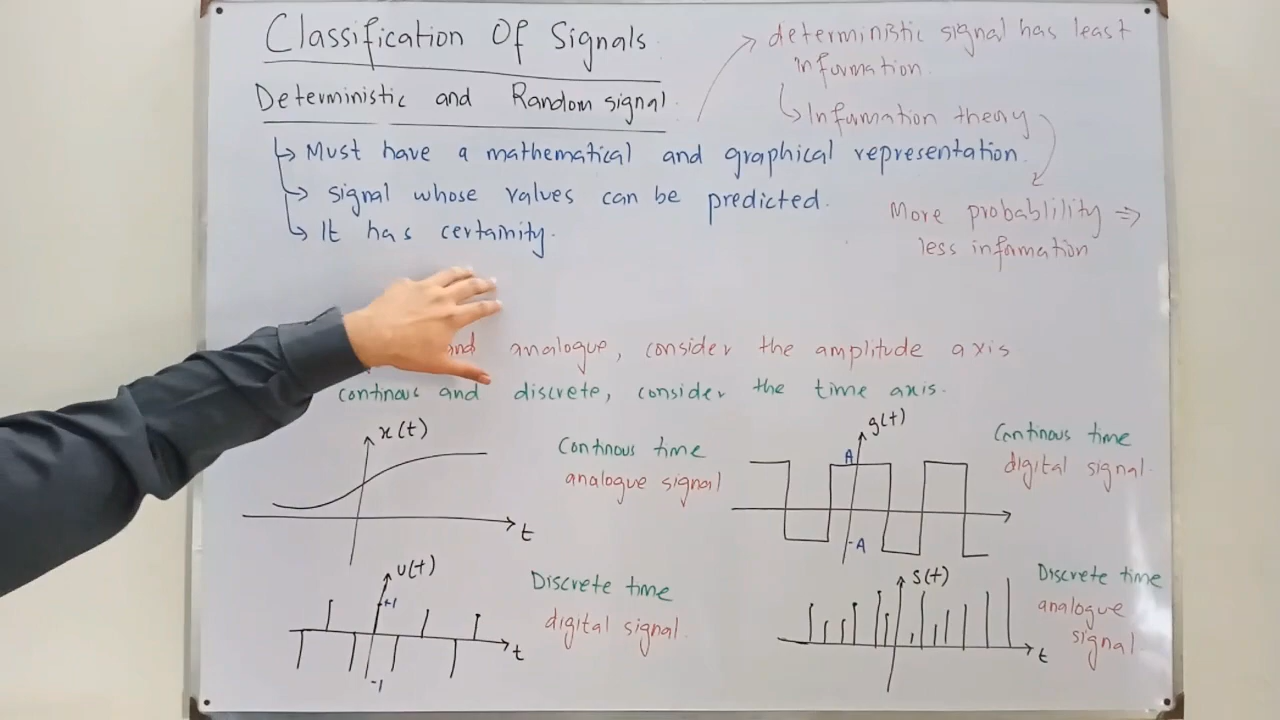 Classification Of Signals.
deterministic signal has least
information.
Deterministic and Random signal.
Information theory
Must have a mathematical and graphical representation.
signal whose values can be predicted.
It has certainity.
More probablility ⇒
less information
and analogue, consider the amplitude axis
continous and discrete, consider the time axis.
x(t)
t
Continous time
analogue signal
g(t)
A
-A
Continous time
digital signal.
u(t)
+1
-1
t
Discrete time
digital signal.
s(t)
t
Discrete time
analogue
signal.